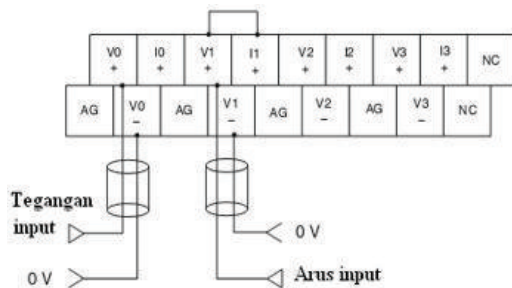 V0 + I0 + V1 + I1 + V2 + I2 + V3 + I3 + NC
AG V0 – AG V1 – AG V2 – AG V3 – NC
Tegangan input
0 V
0 V
Arus input